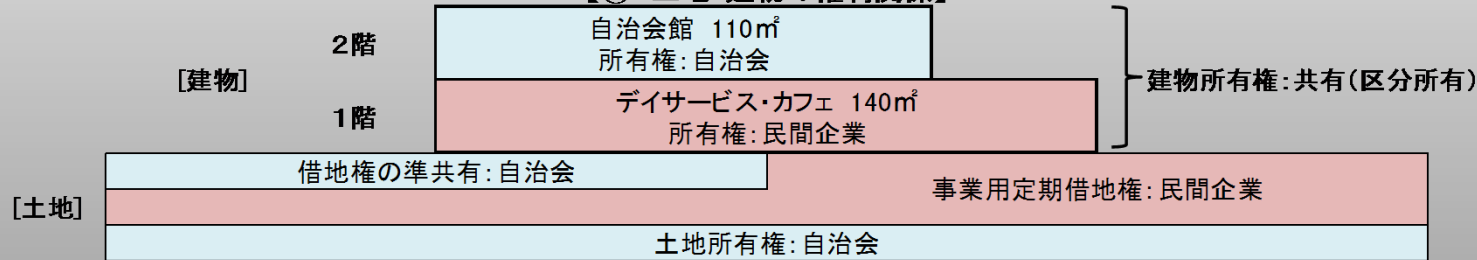 2階
自治会館 110㎡
所有権:自治会
[建物]
建物所有権:共有(区分所有)
1階
デイサービス・カフェ 140㎡
所有権:民間企業
借地権の準共有:自治会
事業用定期借地権:民間企業
[土地]
土地所有権:自治会